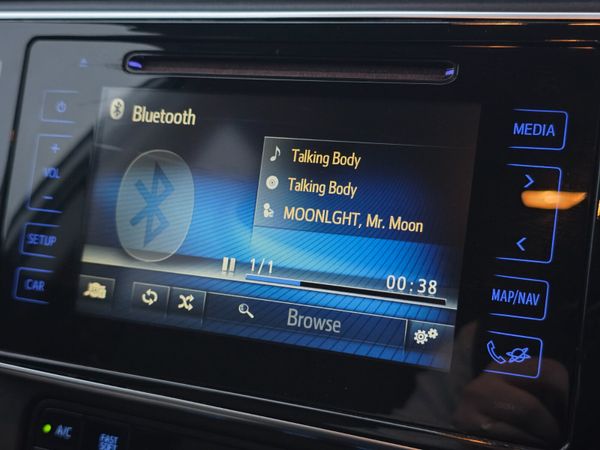 Bluetooth
MEDIA
Talking Body
Talking Body
MOONLGHT, Mr. Moon
+
VOL
-
SETUP
CAR
1/1
00:38
Browse
MAP/NAV
A/C
FAST